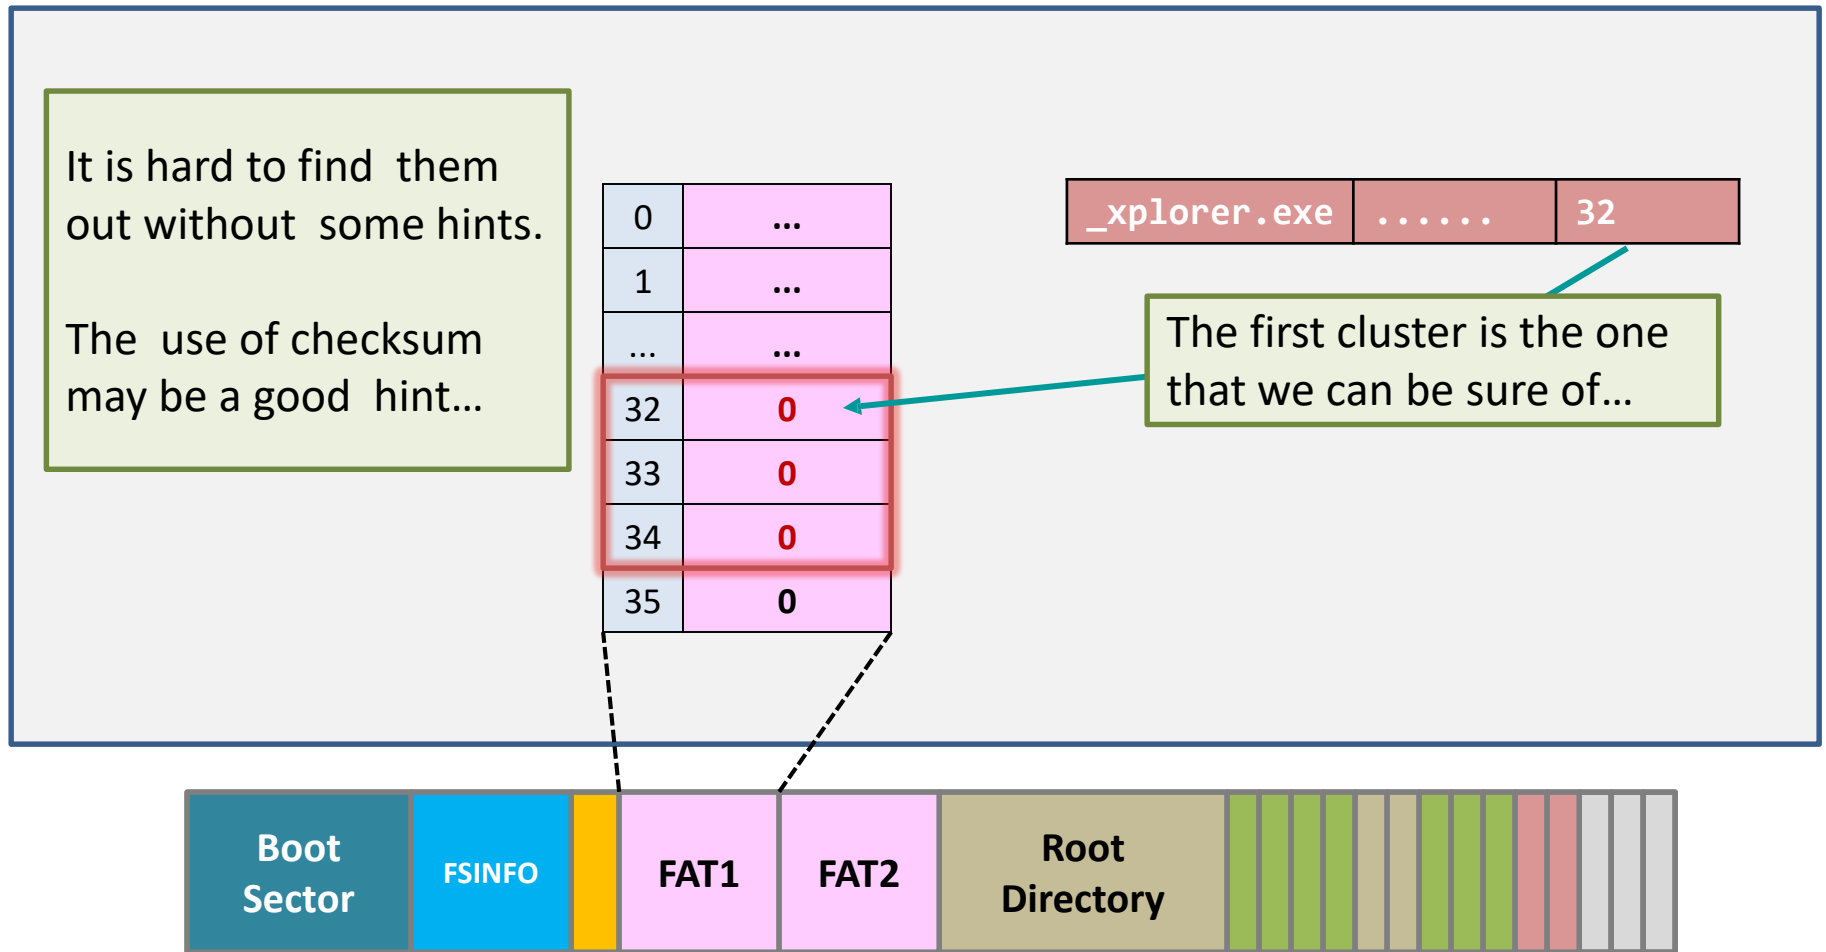 It is hard to find them
out without some hints.
The use of checksum
may be a good hint...
0 ...
1 ...
... ...
32 0
33 0
34 0
35 0
_xplorer.exe ...... 32
The first cluster is the one
that we can be sure of...
Boot
Sector
FSINFO
FAT1
FAT2
Root
Directory